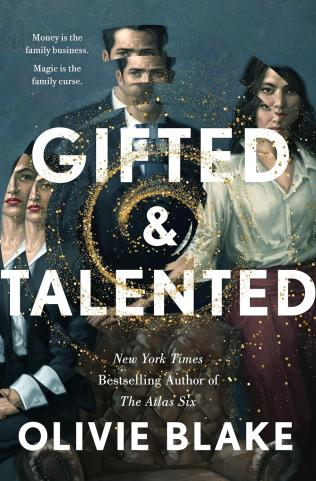 Money is the
family business.
Magic is the
family curse.
GIFTED
&
TALENTED
New York Times
Bestselling Author of
The Atlas Six
OLIVIE BLAKE